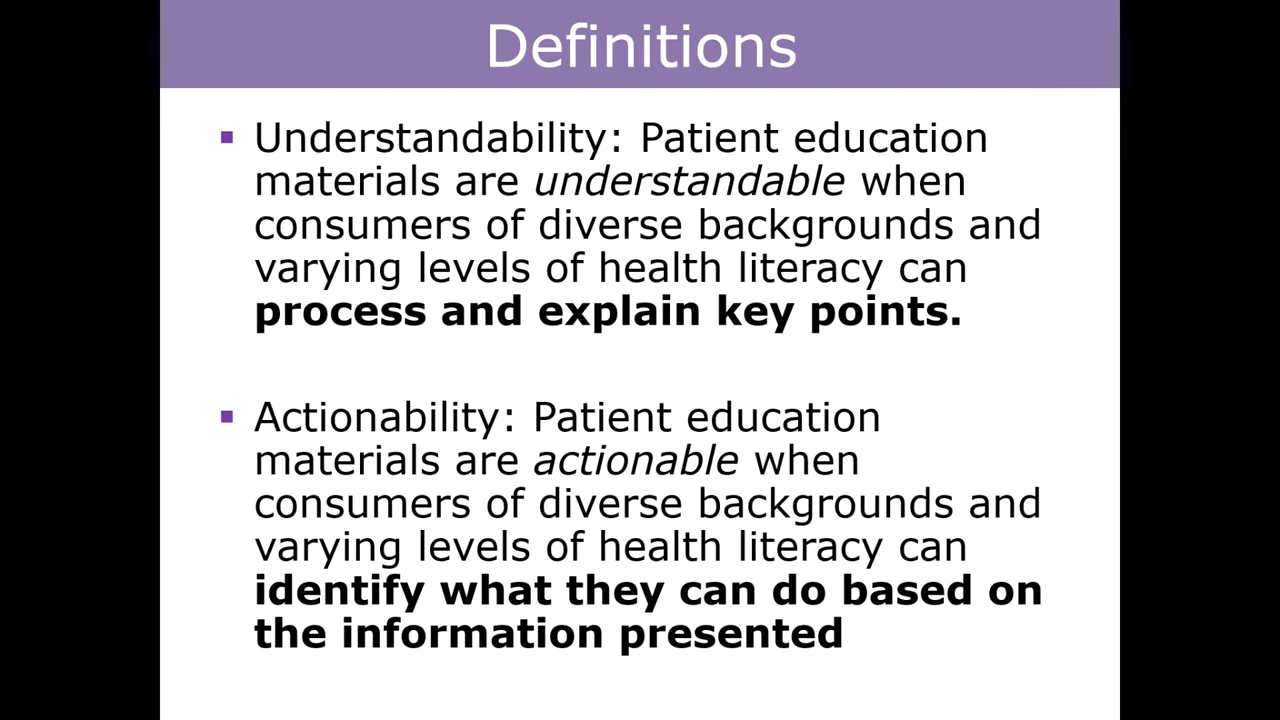 Definitions
▪ Understandability: Patient education
materials are understandable when
consumers of diverse backgrounds and
varying levels of health literacy can
process and explain key points.
▪ Actionability: Patient education
materials are actionable when
consumers of diverse backgrounds and
varying levels of health literacy can
identify what they can do based on
the information presented